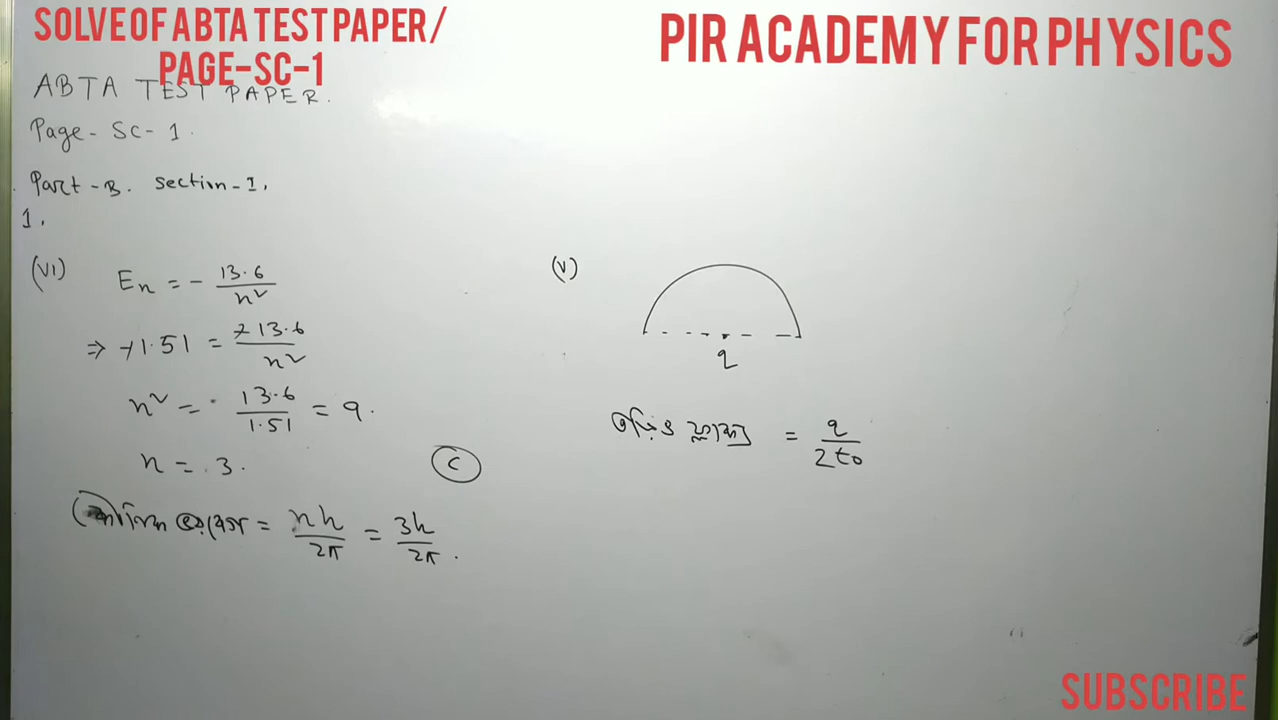 SOLVE OF ABTA TEST PAPER/
PAGE-SC-1
PIR ACADEMY FOR PHYSICS
ABTA TEST PAPER.
Page - SC - 1.
Part - B. Section - I.
1.
(VI) En = - 13.6 / n²
⇒ -1.51 = -13.6 / n²
n² = 13.6 / 1.51 = 9.
n = 3.
(C)
কৌণিক ভরবেগ = nh / 2π = 3h / 2π.
(V)
q
তড়িৎ ফ্লাক্স = q / 2ε₀
SUBSCRIBE